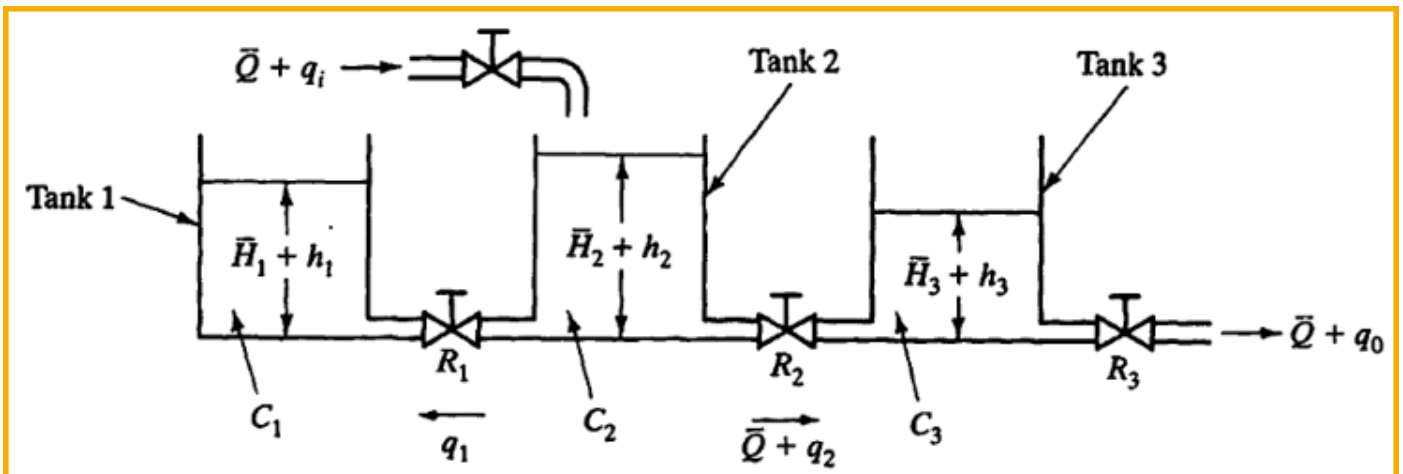 Q̄ + qᵢ
Tank 2
Tank 3
Tank 1
H̄₁ + h₁
H̄₂ + h₂
H̄₃ + h₃
Q̄ + q₀
R₁
R₂
R₃
C₁
q₁
C₂
Q̄ + q₂
C₃